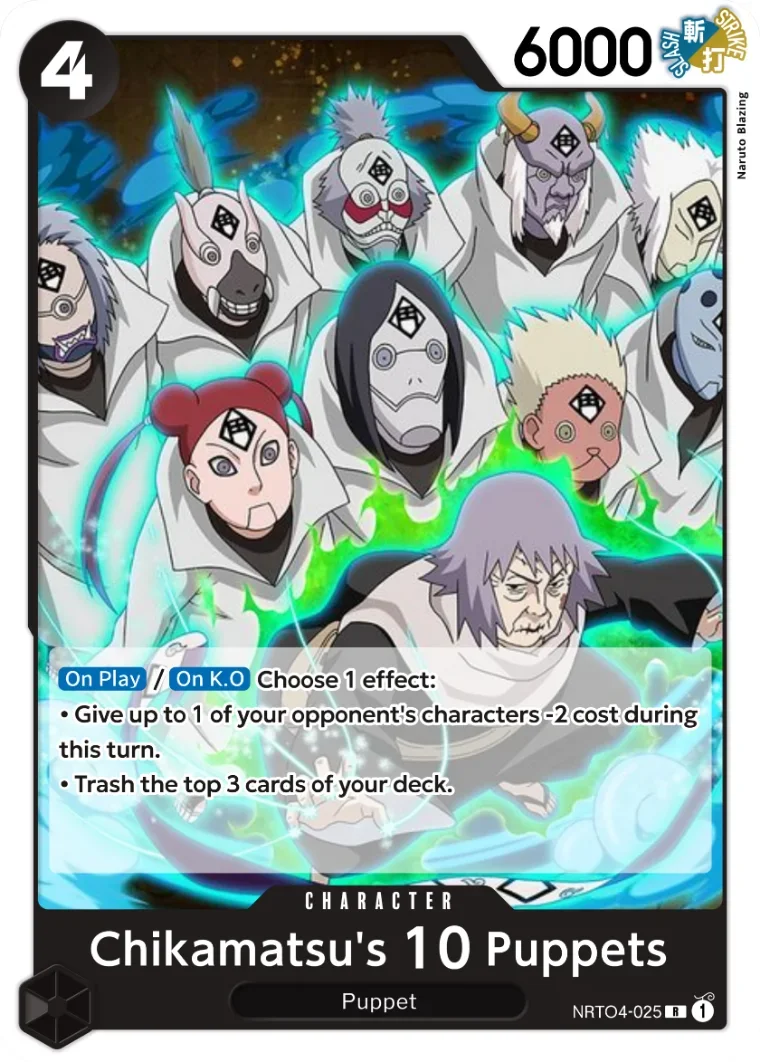 4
6000
斬
打
SLASH
STRIKE
Naruto Blazing
On Play / On K.O Choose 1 effect:
• Give up to 1 of your opponent's characters -2 cost during
this turn.
• Trash the top 3 cards of your deck.
CHARACTER
Chikamatsu's 10 Puppets
Puppet
NRTO4-025 R 1